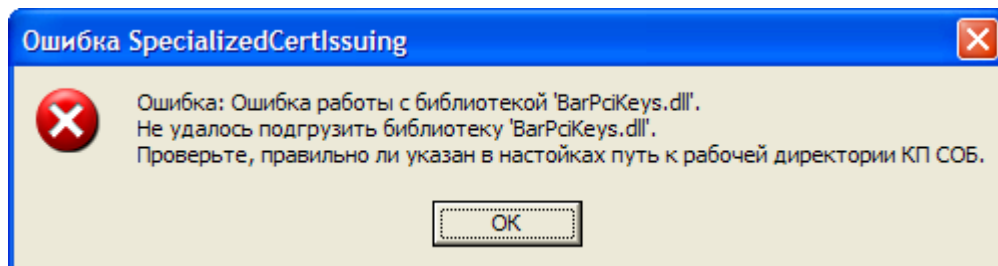 Ошибка SpecializedCertIssuing
Ошибка: Ошибка работы с библиотекой 'BarPciKeys.dll'.
Не удалось подгрузить библиотеку 'BarPciKeys.dll'.
Проверьте, правильно ли указан в настойках путь к рабочей директории КП СОБ.
OK